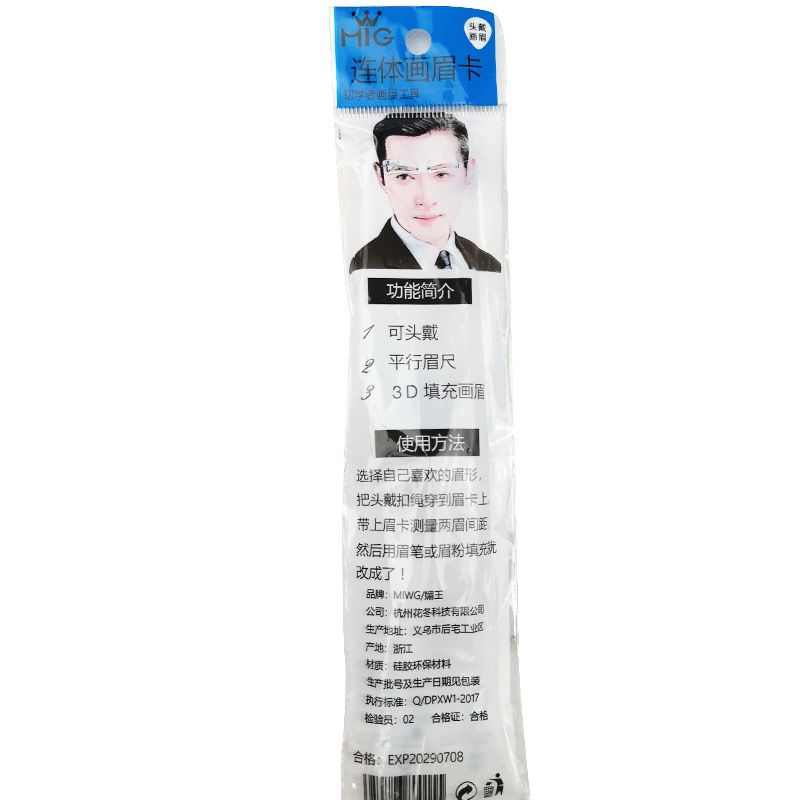 MIG
头戴
画眉
连体画眉卡
初学者画眉工具
功能简介
1 可头戴
2 平行眉尺
3 3D填充画眉
使用方法
选择自己喜欢的眉形，
把头戴扣绳穿到眉卡上
带上眉卡测量两眉间距
然后用眉笔或眉粉填充就
改成了！
品牌：MIWG/媚王
公司：杭州花冬科技有限公司
生产地址：义乌市后宅工业区
产地：浙江
材质：硅胶环保材料
生产批号及生产日期见包装
执行标准：Q/DPXW1-2017
检验员：02 合格证：合格
合格：EXP20290708